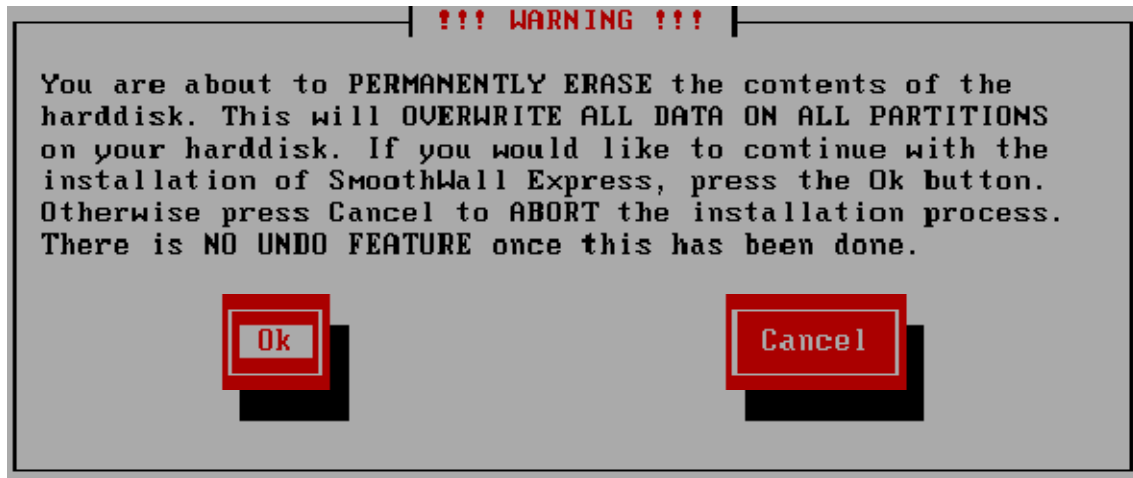 !!! WARNING !!!
You are about to PERMANENTLY ERASE the contents of the
harddisk. This will OVERWRITE ALL DATA ON ALL PARTITIONS
on your harddisk. If you would like to continue with the
installation of SmoothWall Express, press the Ok button.
Otherwise press Cancel to ABORT the installation process.
There is NO UNDO FEATURE once this has been done.
Ok
Cancel